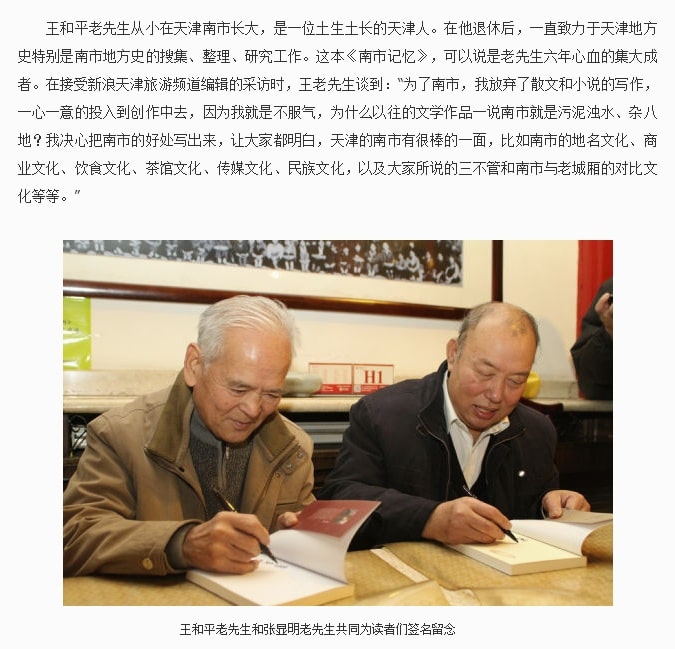 王和平老先生从小在天津南市长大，是一位土生土长的天津人。在他退休后，一直致力于天津地方
史特别是南市地方史的搜集、整理、研究工作。这本《南市记忆》，可以说是老先生六年心血的集大成
者。在接受新浪天津旅游频道编辑的采访时，王老先生谈到：“为了南市，我放弃了散文和小说的写作，
一心一意的投入到创作中去，因为我就是不服气，为什么以往的文学作品一说南市就是污泥浊水、杂八
地？我决心把南市的好处写出来，让大家都明白，天津的南市有很棒的一面，比如南市的地名文化、商
业文化、饮食文化、茶馆文化、传媒文化、民族文化，以及大家所说的三不管和南市与老城厢的对比文
化等等。”
H1
王和平老先生和张显明老先生共同为读者们签名留念